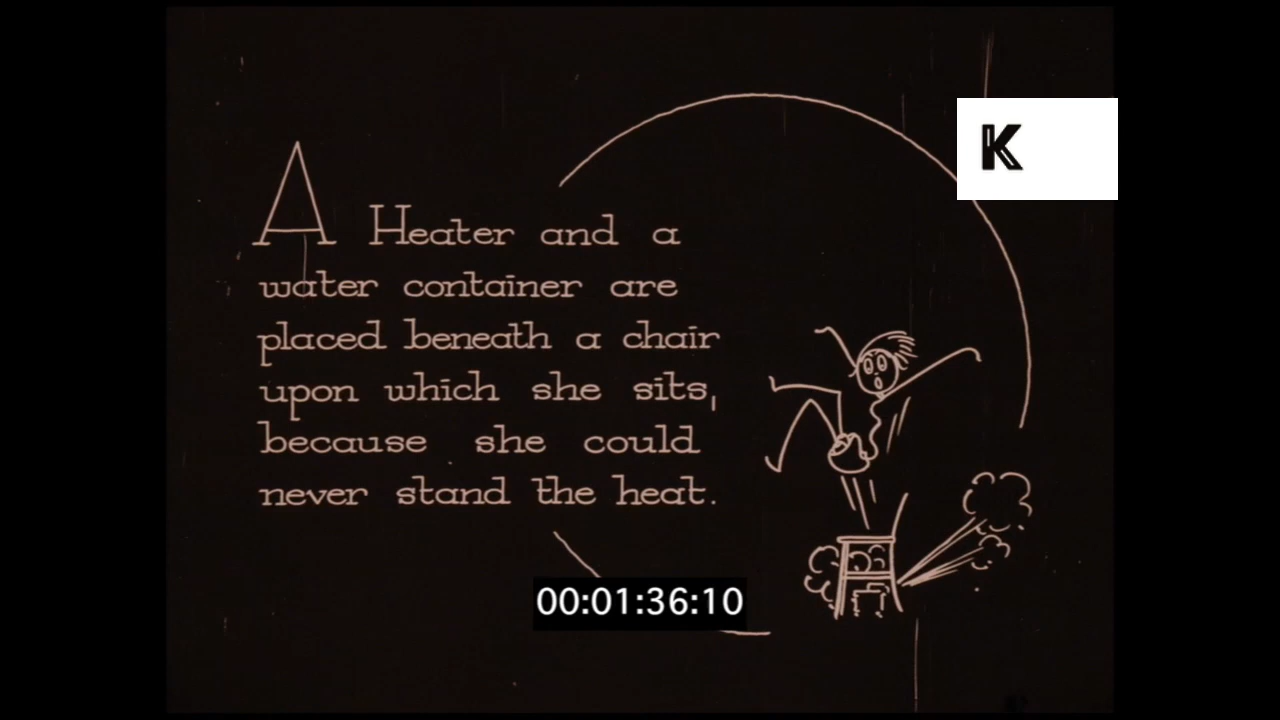 A Heater and a
water container are
placed beneath a chair
upon which she sits,
because she could
never stand the heat.
K
00:01:36:10